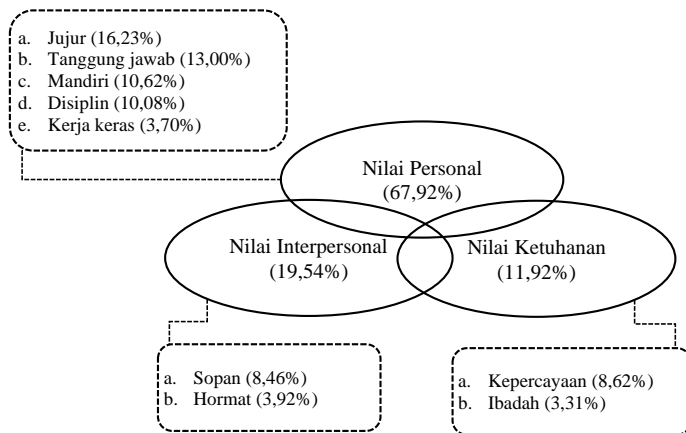 a. Jujur (16,23%)
b. Tanggung jawab (13,00%)
c. Mandiri (10,62%)
d. Disiplin (10,08%)
e. Kerja keras (3,70%)
Nilai Personal
(67,92%)
Nilai Interpersonal
(19,54%)
Nilai Ketuhanan
(11,92%)
a. Sopan (8,46%)
b. Hormat (3,92%)
a. Kepercayaan (8,62%)
b. Ibadah (3,31%)